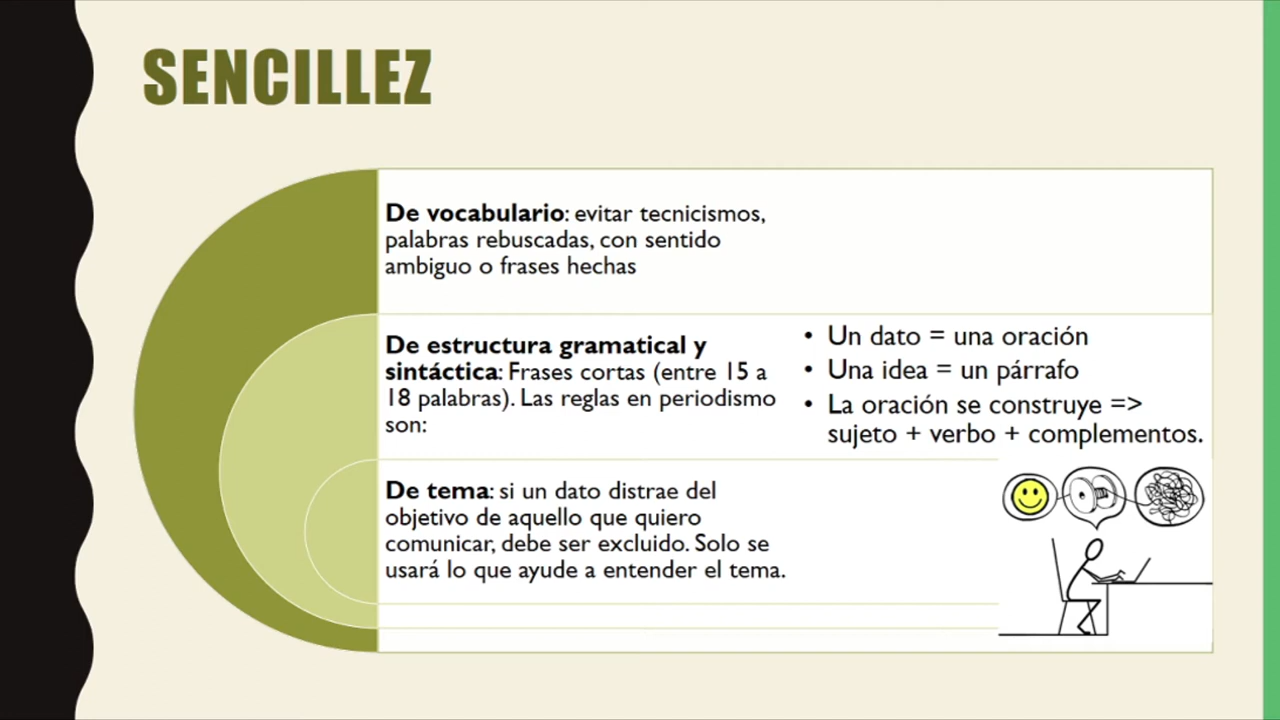 SENCILLEZ
De vocabulario: evitar tecnicismos,
palabras rebuscadas, con sentido
ambiguo o frases hechas
De estructura gramatical y
sintáctica: Frases cortas (entre 15 a
18 palabras). Las reglas en periodismo
son:
• Un dato = una oración
• Una idea = un párrafo
• La oración se construye =>
sujeto + verbo + complementos.
De tema: si un dato distrae del
objetivo de aquello que quiero
comunicar, debe ser excluido. Solo se
usará lo que ayude a entender el tema.